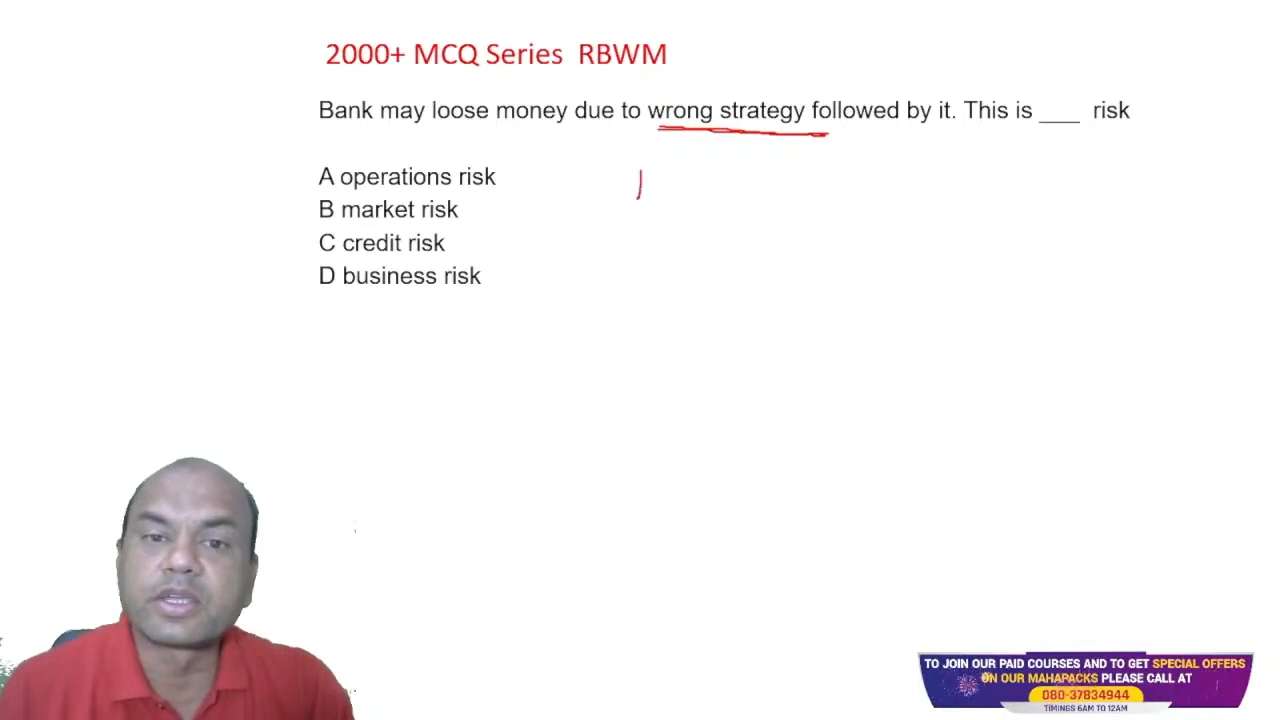 2000+ MCQ Series RBWM
Bank may loose money due to wrong strategy followed by it. This is ___ risk
A operations risk
B market risk
C credit risk
D business risk
TO JOIN OUR PAID COURSES AND TO GET SPECIAL OFFERS
ON OUR MAHAPACKS PLEASE CALL AT
080-37834944
TIMINGS 6AM TO 12AM